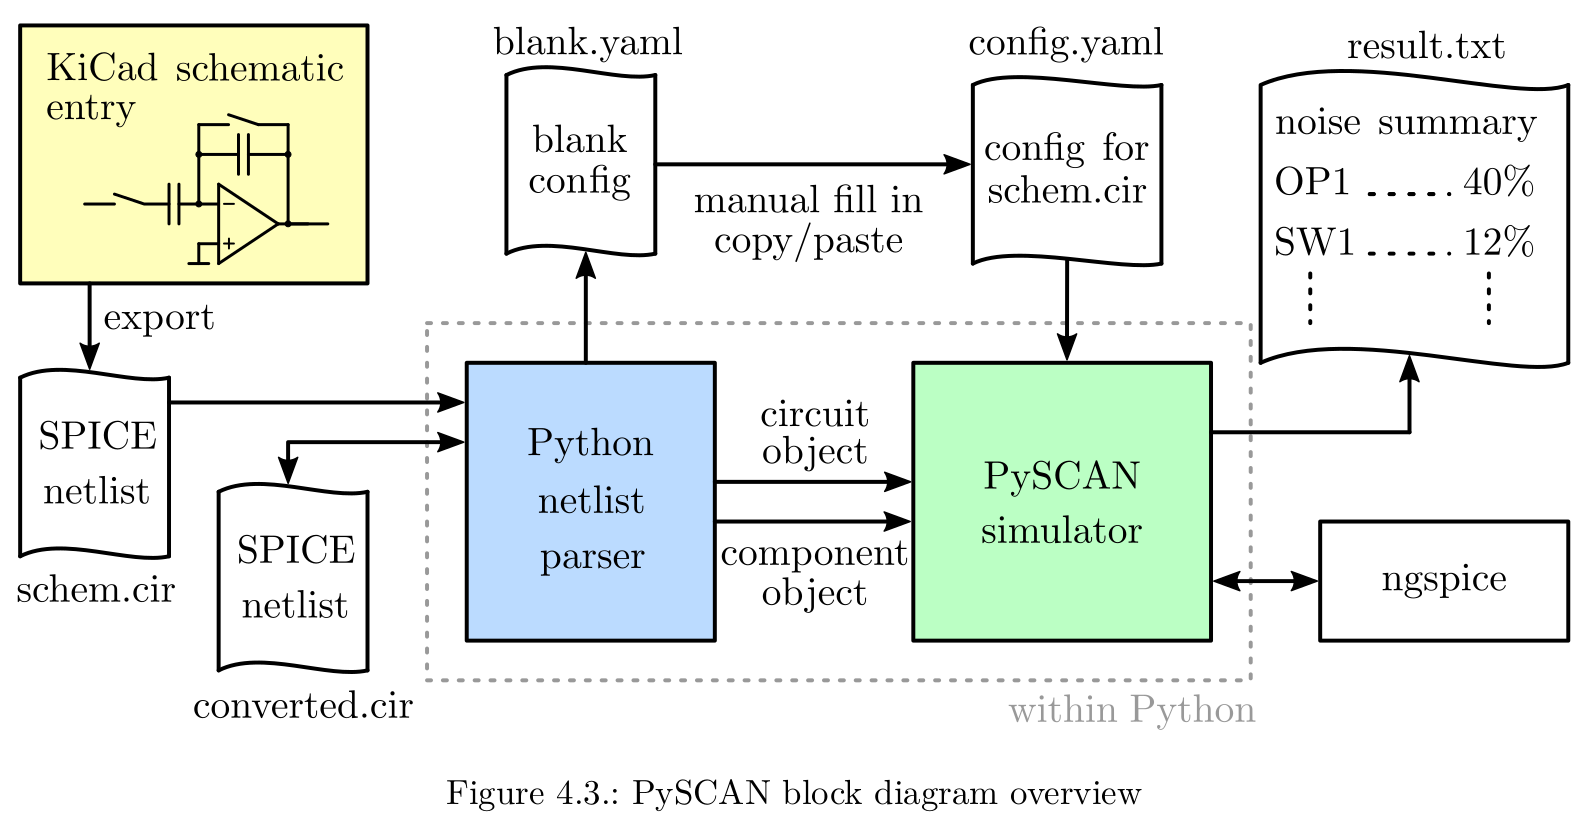 KiCad schematic
entry
−
+
export
SPICE
netlist
schem.cir
SPICE
netlist
converted.cir
blank.yaml
blank
config
manual fill in
copy/paste
config.yaml
config for
schem.cir
result.txt
noise summary
OP1 ...... 40%
SW1 ...... 12%
Python
netlist
parser
circuit
object
component
object
PySCAN
simulator
ngspice
within Python
Figure 4.3.: PySCAN block diagram overview